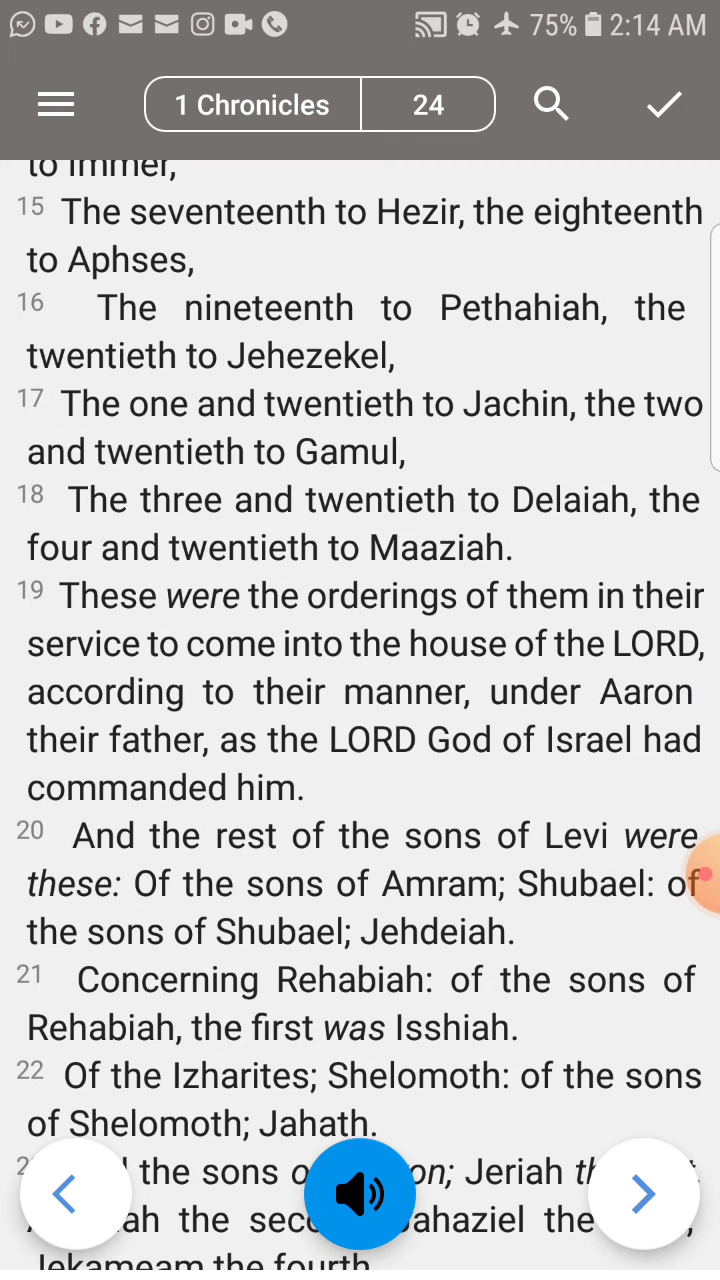 75% 2:14 AM
1 Chronicles 24
to Immer,
15 The seventeenth to Hezir, the eighteenth
to Aphses,
16 The nineteenth to Pethahiah, the
twentieth to Jehezekel,
17 The one and twentieth to Jachin, the two
and twentieth to Gamul,
18 The three and twentieth to Delaiah, the
four and twentieth to Maaziah.
19 These were the orderings of them in their
service to come into the house of the LORD,
according to their manner, under Aaron
their father, as the LORD God of Israel had
commanded him.
20 And the rest of the sons of Levi were
these: Of the sons of Amram; Shubael: of
the sons of Shubael; Jehdeiah.
21 Concerning Rehabiah: of the sons of
Rehabiah, the first was Isshiah.
22 Of the Izharites; Shelomoth: of the sons
of Shelomoth; Jahath.
the sons Jeriah
the
Jekameam the fourth